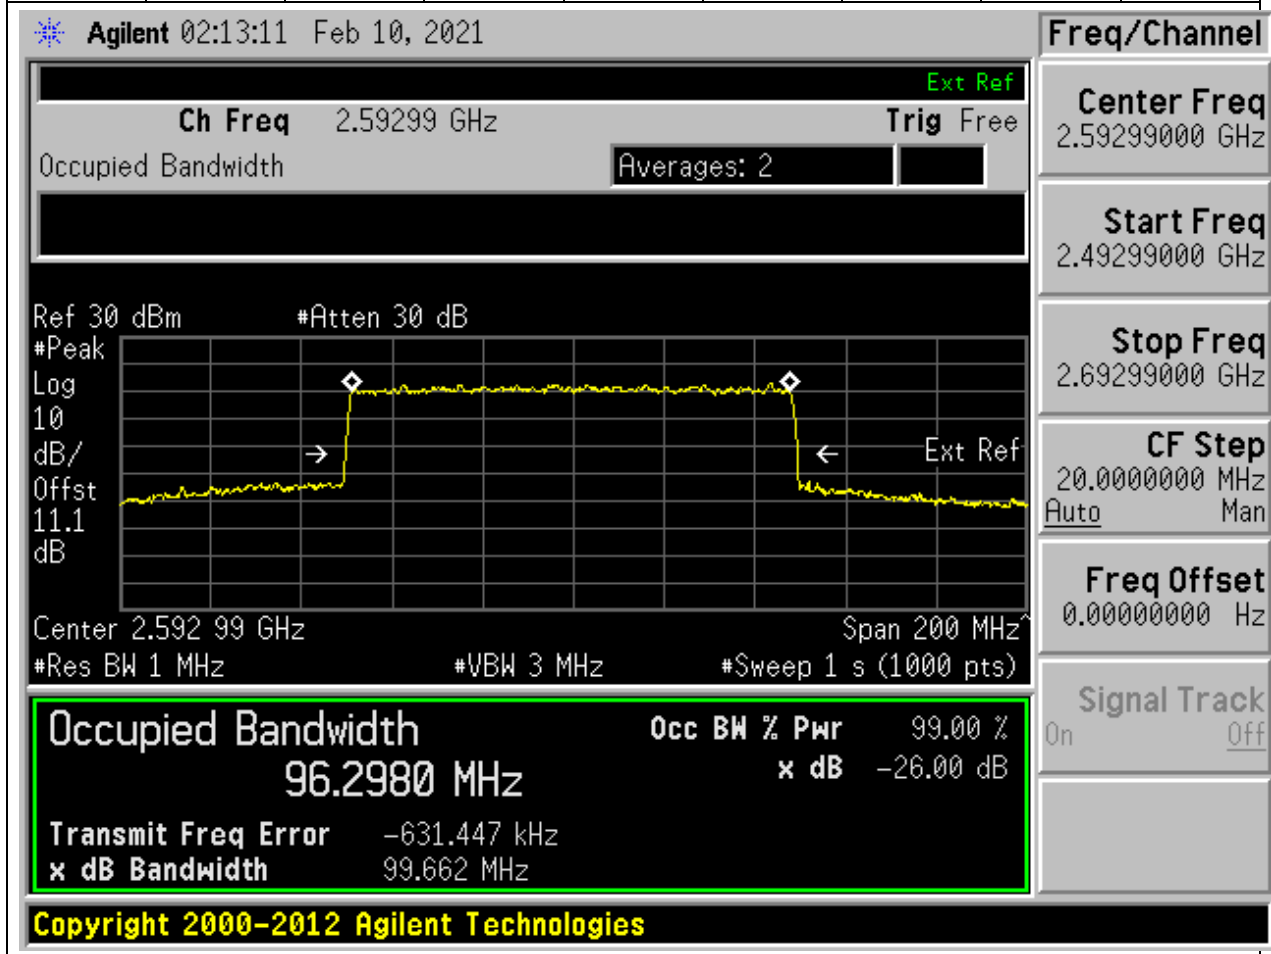 Agilent 02:13:11 Feb 10, 2021
Freq/Channel
Ext Ref
Ch Freq 2.59299 GHz Trig Free
Occupied Bandwidth Averages: 2
Center Freq
2.59299000 GHz
Start Freq
2.49299000 GHz
Stop Freq
2.69299000 GHz
CF Step
20.0000000 MHz
Auto Man
Freq Offset
0.00000000 Hz
Signal Track
On Off
Ref 30 dBm #Atten 30 dB
#Peak
Log
10
dB/
Offst
11.1
dB
Ext Ref
Center 2.592 99 GHz Span 200 MHz^
#Res BW 1 MHz #VBW 3 MHz #Sweep 1 s (1000 pts)
Occupied Bandwidth
96.2980 MHz
Occ BW % Pwr 99.00 %
x dB -26.00 dB
Transmit Freq Error -631.447 kHz
x dB Bandwidth 99.662 MHz
Copyright 2000-2012 Agilent Technologies